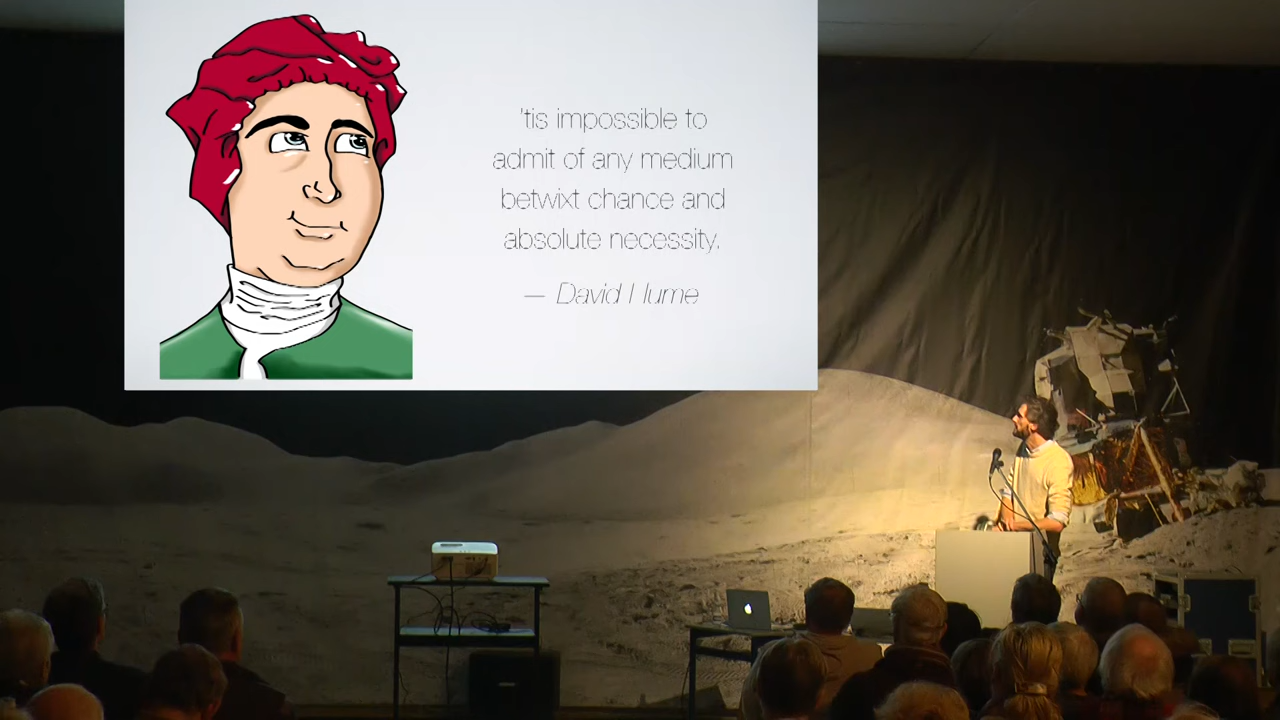 'tis impossible to
admit of any medium
betwixt chance and
absolute necessity.
— David Hume